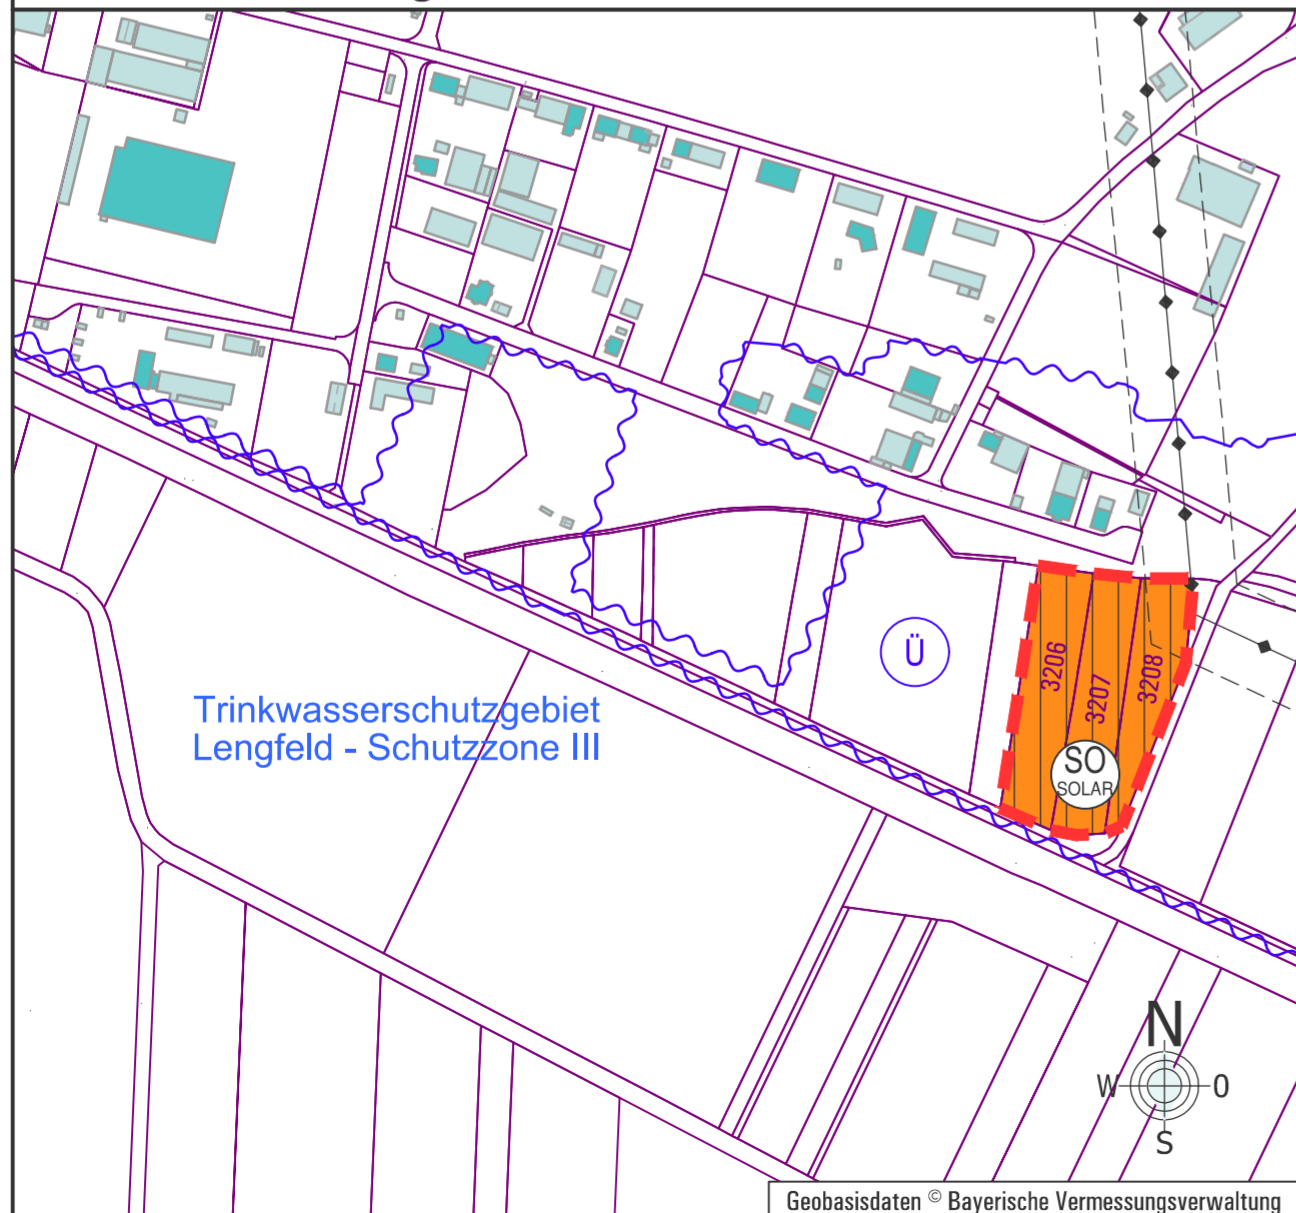 Ü
3206
3207
3208
SO
SOLAR
Trinkwasserschutzgebiet
Lengfeld - Schutzzone III
N
W
O
S
Geobasisdaten © Bayerische Vermessungsverwaltung